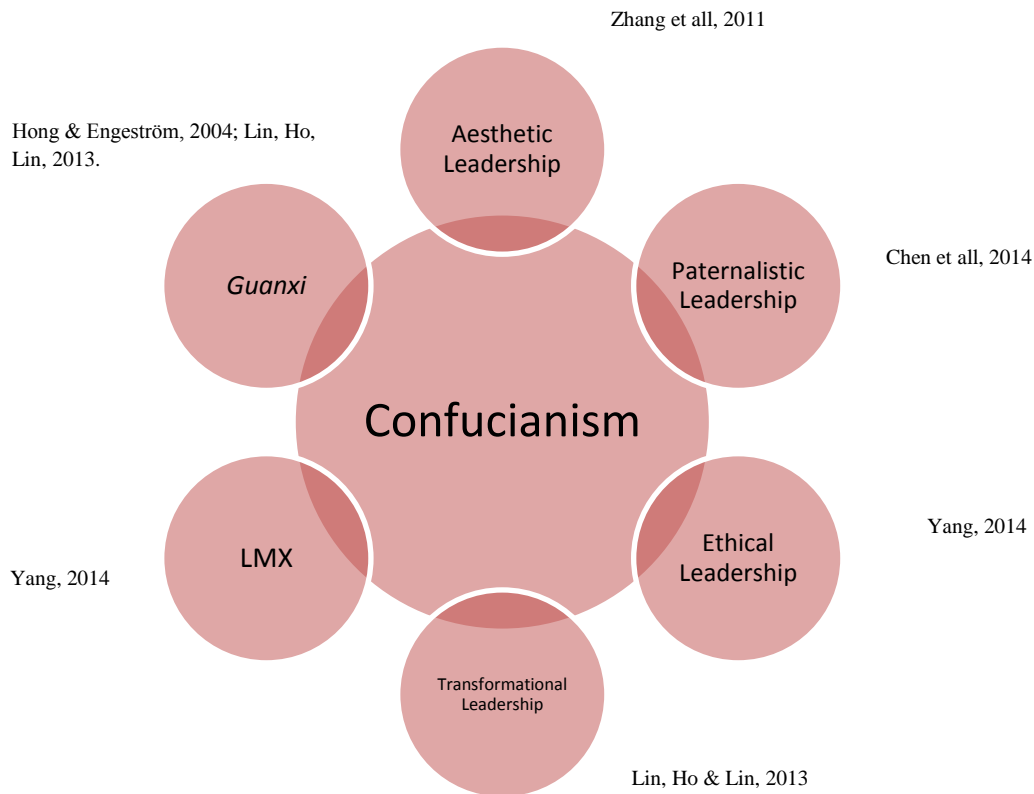 Zhang et all, 2011
Aesthetic
Leadership
Hong & Engeström, 2004; Lin, Ho,
Lin, 2013.
Guanxi
Paternalistic
Leadership
Chen et all, 2014
Confucianism
LMX
Yang, 2014
Ethical
Leadership
Yang, 2014
Transformational
Leadership
Lin, Ho & Lin, 2013